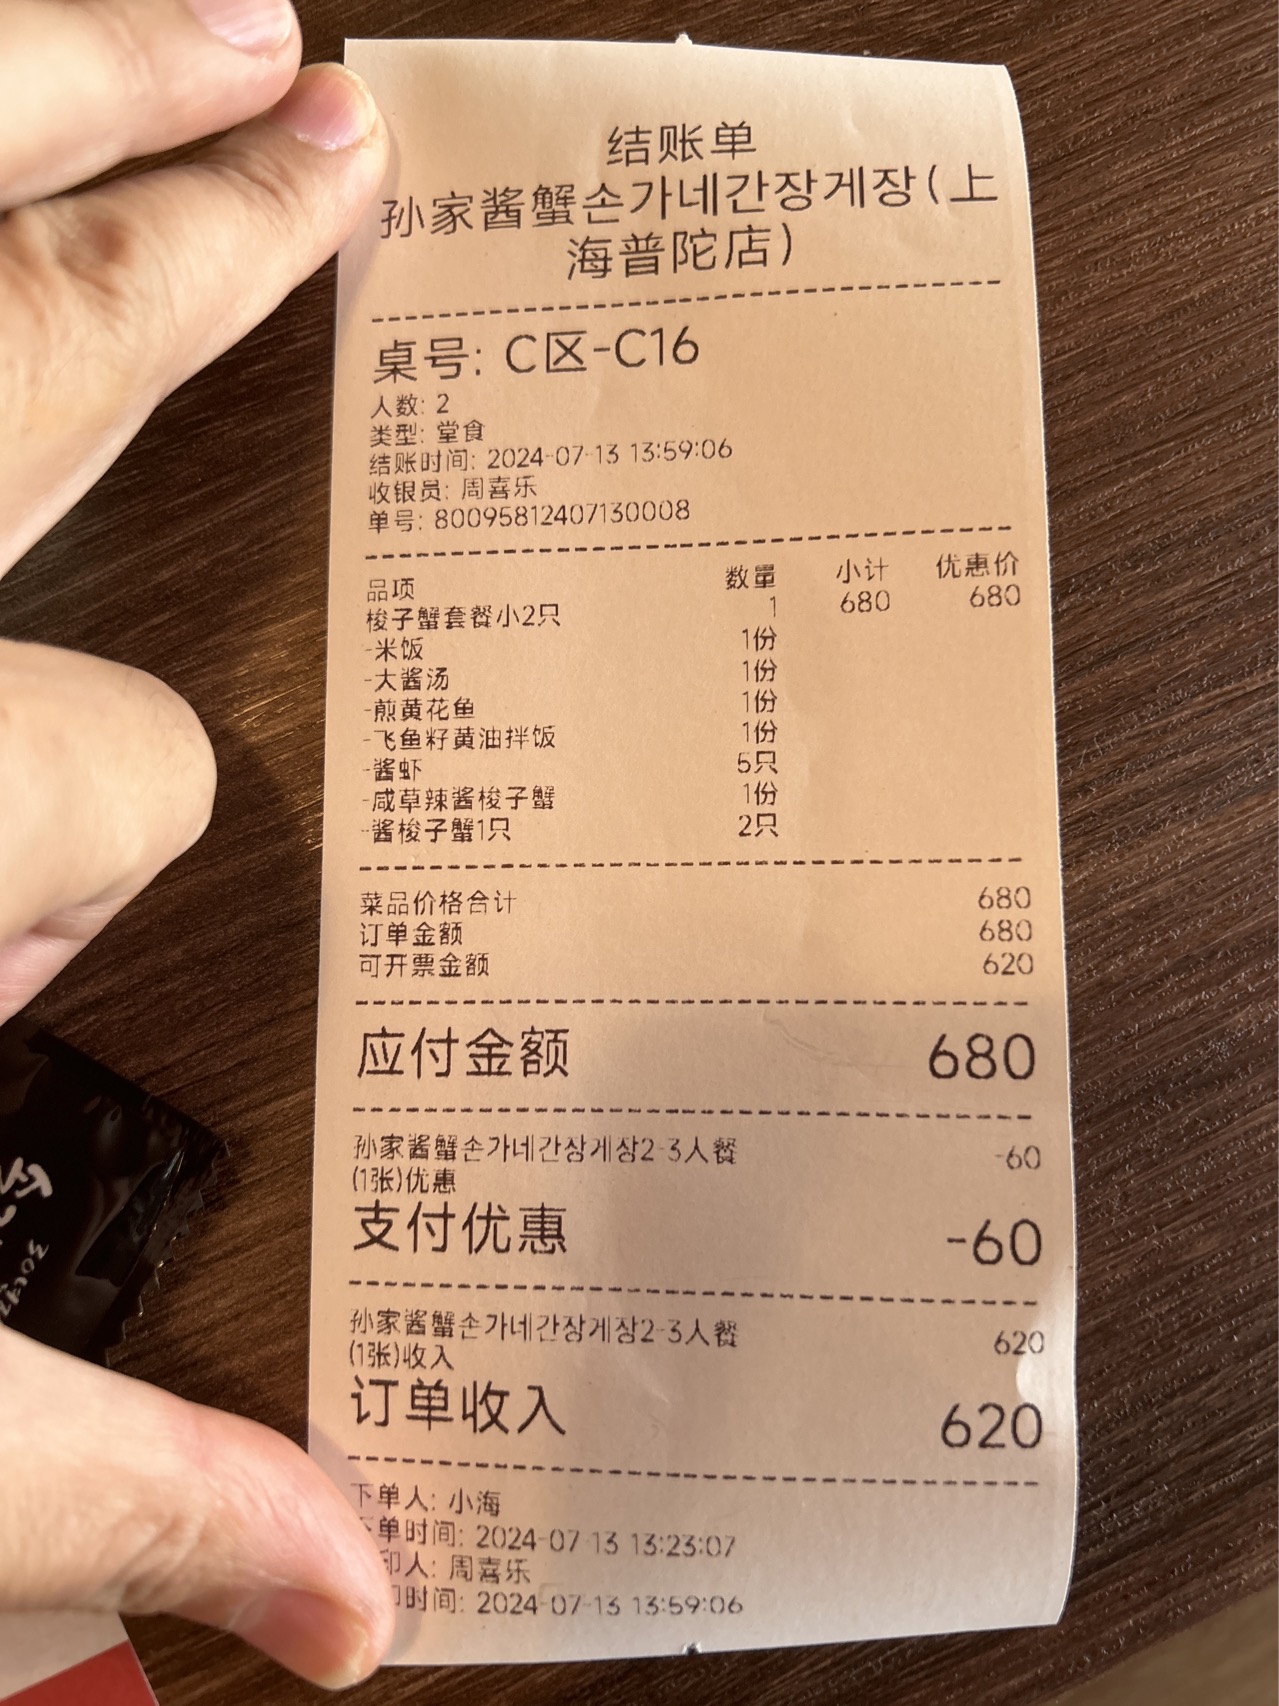 结账单
孙家酱蟹손가네간장게장(上
海普陀店)
桌号: C区-C16
人数: 2
类型: 堂食
结账时间: 2024-07-13 13:59:06
收银员: 周喜乐
单号: 80095812407130008
品项 数量 小计 优惠价
梭子蟹套餐小2只 1 680 680
-米饭 1份
-大酱汤 1份
-煎黄花鱼 1份
-飞鱼籽黄油拌饭 1份
-酱虾 5只
-咸草辣酱梭子蟹 1份
-酱梭子蟹1只 2只
菜品价格合计 680
订单金额 680
可开票金额 620
应付金额 680
孙家酱蟹손가네간장게장2-3人餐 -60
(1张)优惠
支付优惠 -60
孙家酱蟹손가네간장게장2-3人餐 620
(1张)收入
订单收入 620
下单人: 小海
下单时间: 2024-07-13 13:23:07
印人: 周喜乐
时间: 2024-07-13 13:59:06